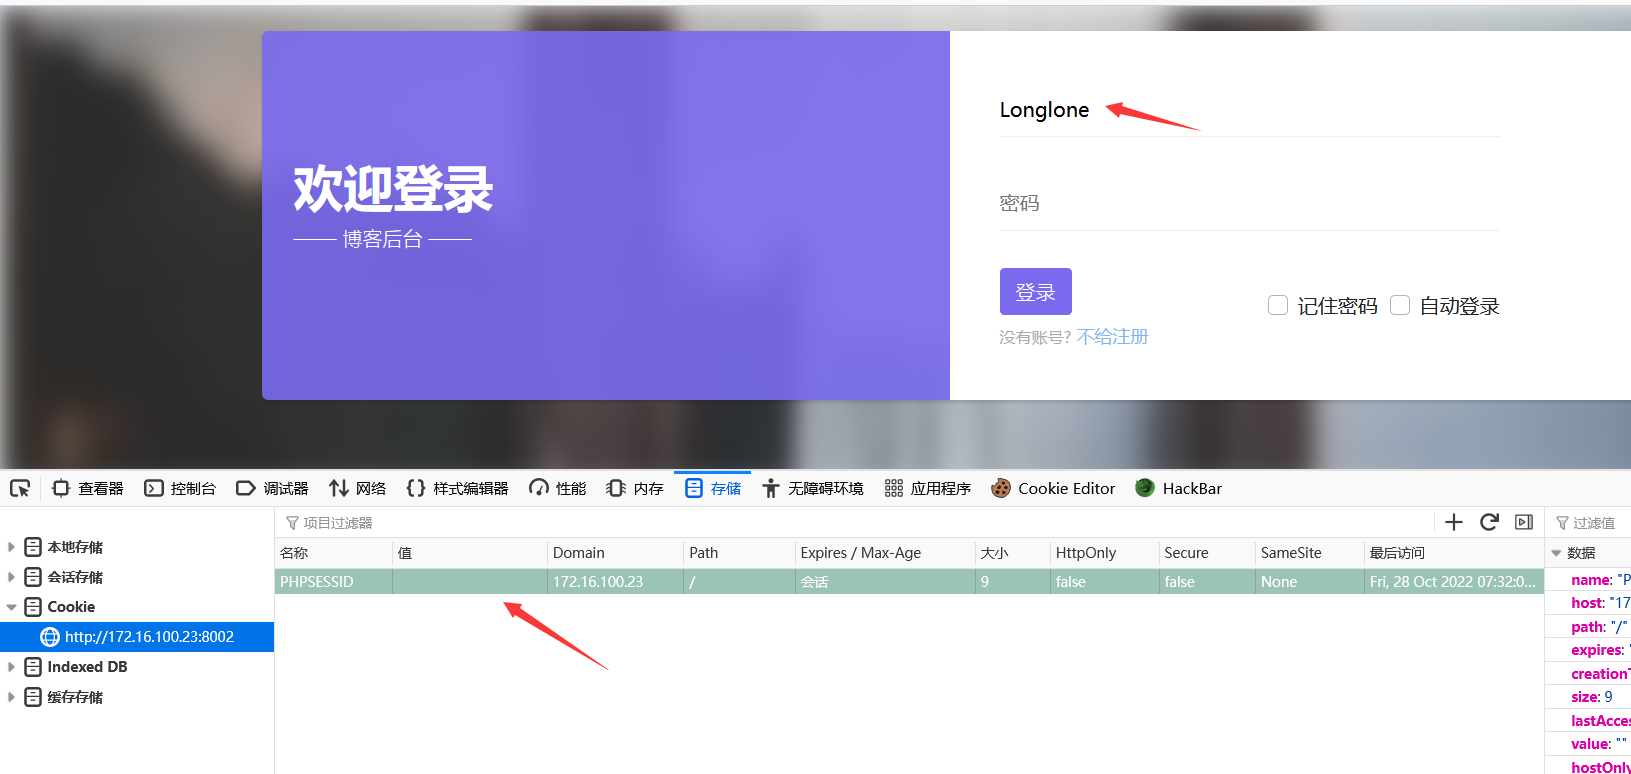 Longlone
欢迎登录
—— 博客后台 ——
密码
登录
记住密码 自动登录
没有账号? 不给注册
查看器 控制台 调试器 网络 样式编辑器 性能 内存 存储 无障碍环境 应用程序 Cookie Editor HackBar
项目过滤器 过滤值
名称 值 Domain Path Expires / Max-Age 大小 HttpOnly Secure SameSite 最后访问
PHPSESSID 172.16.100.23 / 会话 9 false false None Fri, 28 Oct 2022 07:32:0...
本地存储
会话存储
Cookie
http://172.16.100.23:8002
Indexed DB
缓存存储
数据
name: "P
host: "17
path: "/"
expires: "
creationT
size: 9
lastAcces
value: ""
hostOnly